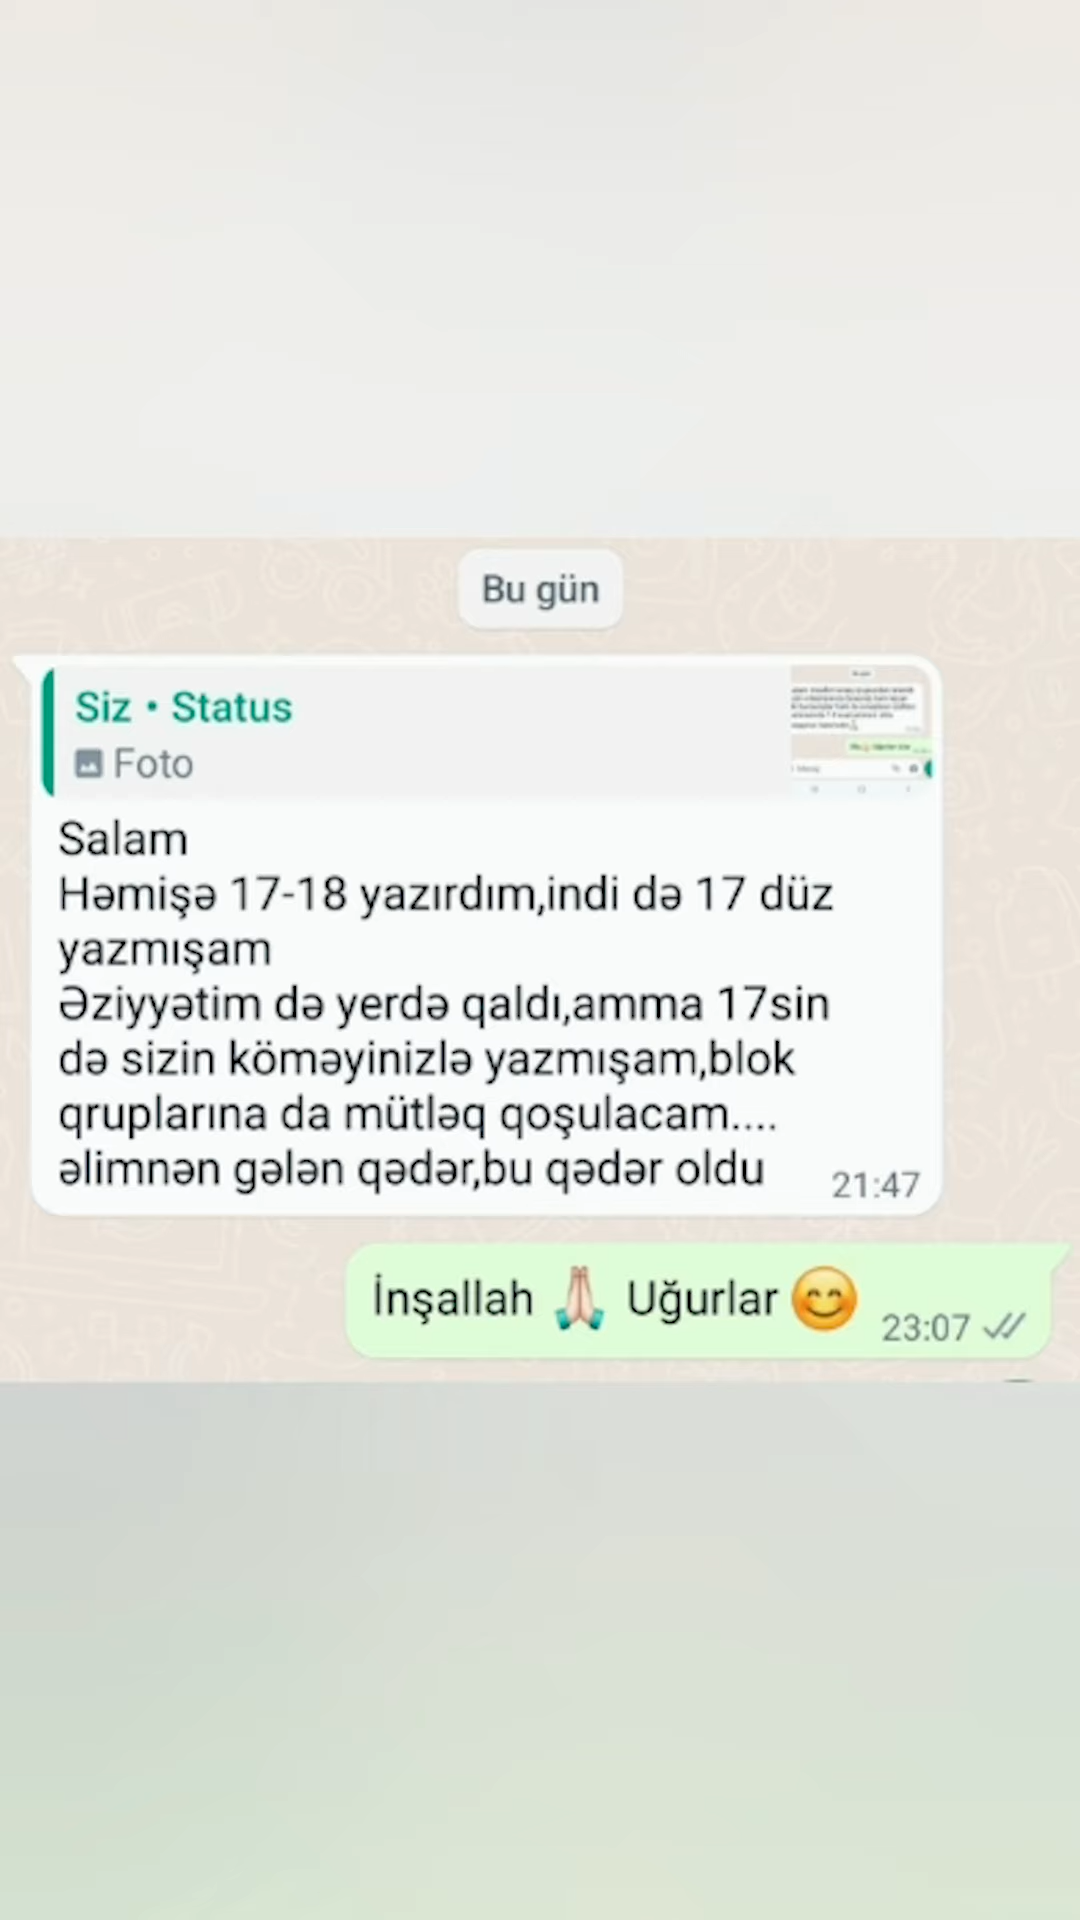 Bu gün
Siz • Status
Foto
Salam
Həmişə 17-18 yazırdım,indi də 17 düz
yazmışam
Əziyyətim də yerdə qaldı,amma 17sin
də sizin köməyinizlə yazmışam,blok
qruplarına da mütləq qoşulacam....
əlimnən gələn qədər,bu qədər oldu
21:47
İnşallah 🙏🏻 Uğurlar 😊
23:07